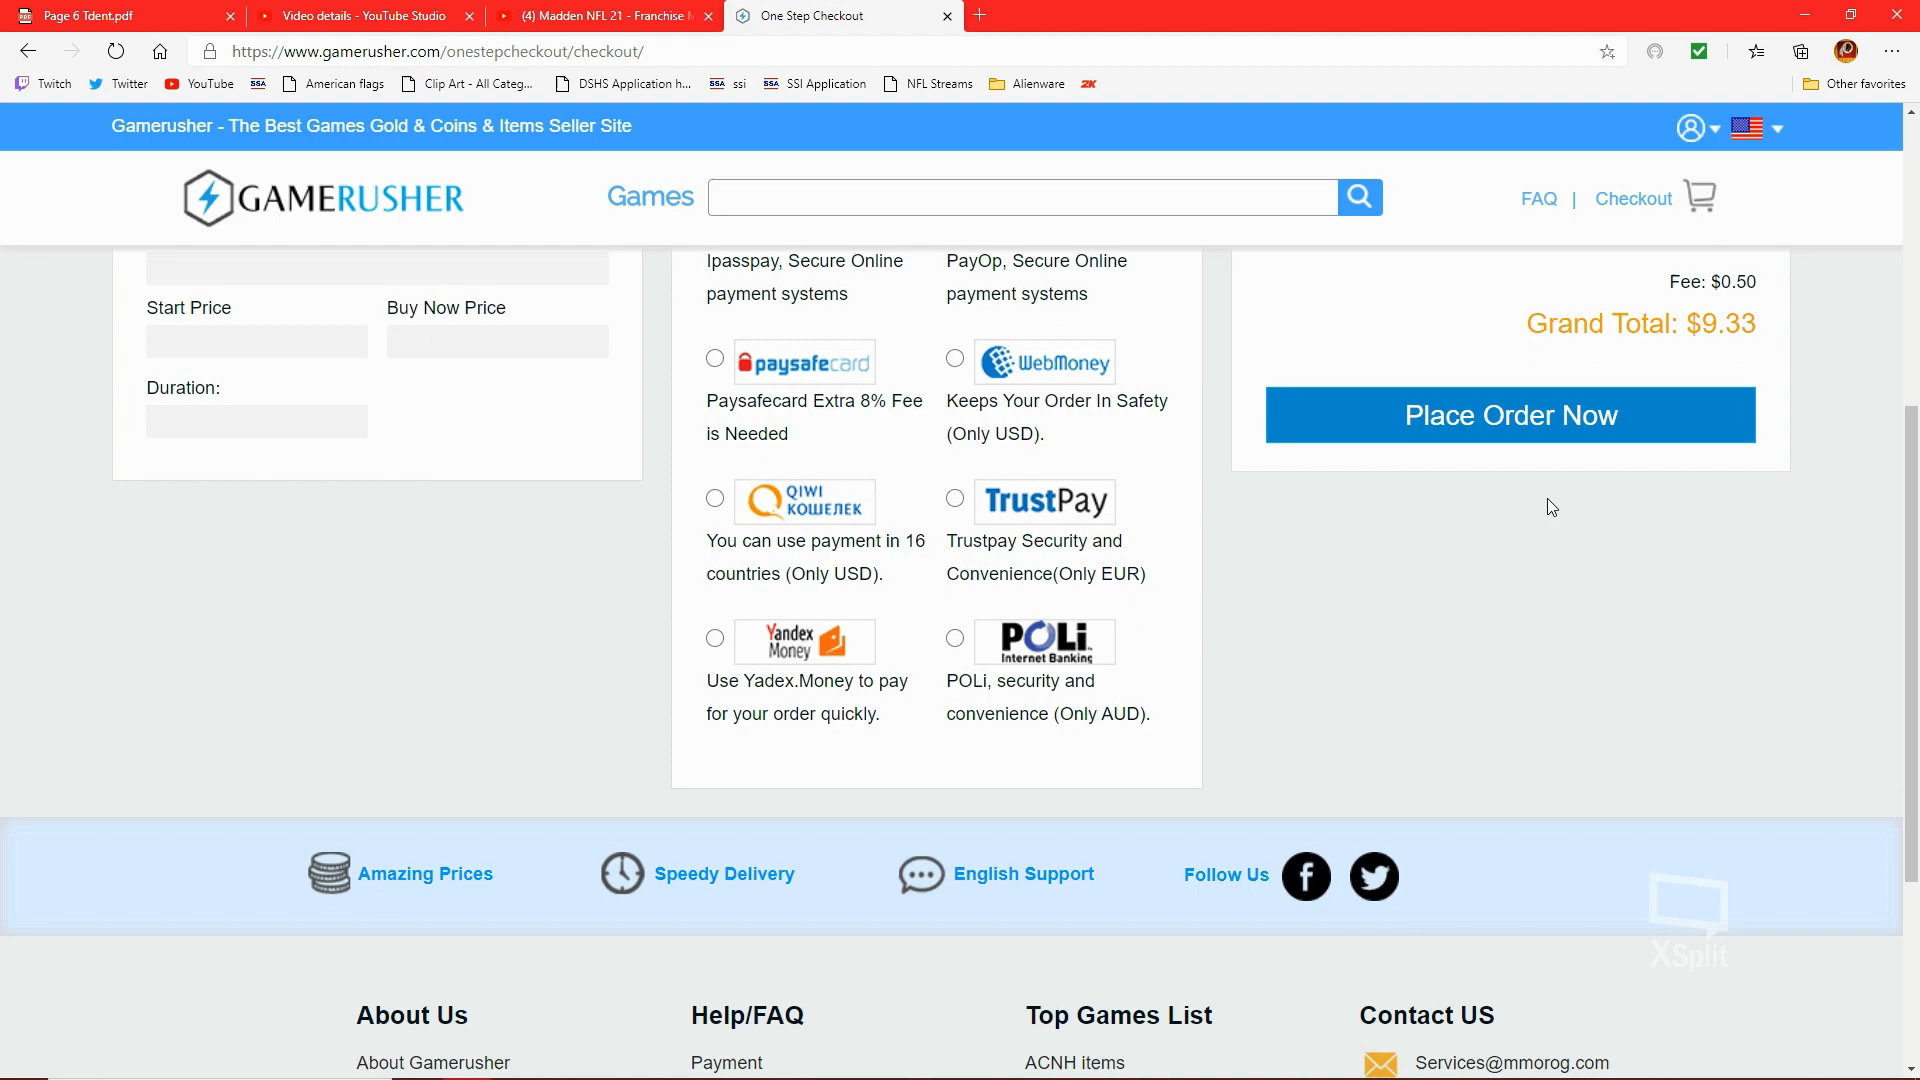 Page 6 Tdent.pdf
Video details - YouTube Studio
(4) Madden NFL 21 - Franchise
One Step Checkout
https://www.gamerusher.com/onestepcheckout/checkout/
Twitch
Twitter
YouTube
SSA
American flags
Clip Art - All Categ...
DSHS Application h...
SSA ssi
SSA SSI Application
NFL Streams
Alienware
2K
Other favorites
Gamerusher - The Best Games Gold & Coins & Items Seller Site
GAMERUSHER
Games
FAQ | Checkout
Start Price
Buy Now Price
Duration:
Ipasspay, Secure Online
payment systems
PayOp, Secure Online
payment systems
paysafecard
Paysafecard Extra 8% Fee
is Needed
WebMoney
Keeps Your Order In Safety
(Only USD).
QIWI
КОШЕЛЕК
You can use payment in 16
countries (Only USD).
TrustPay
Trustpay Security and
Convenience(Only EUR)
Yandex
Money
Use Yadex.Money to pay
for your order quickly.
POLi
Internet Banking
POLi, security and
convenience (Only AUD).
Fee: $0.50
Grand Total: $9.33
Place Order Now
Amazing Prices
Speedy Delivery
English Support
Follow Us
XSplit
About Us
Help/FAQ
Top Games List
Contact US
About Gamerusher
Payment
ACNH items
Services@mmorog.com